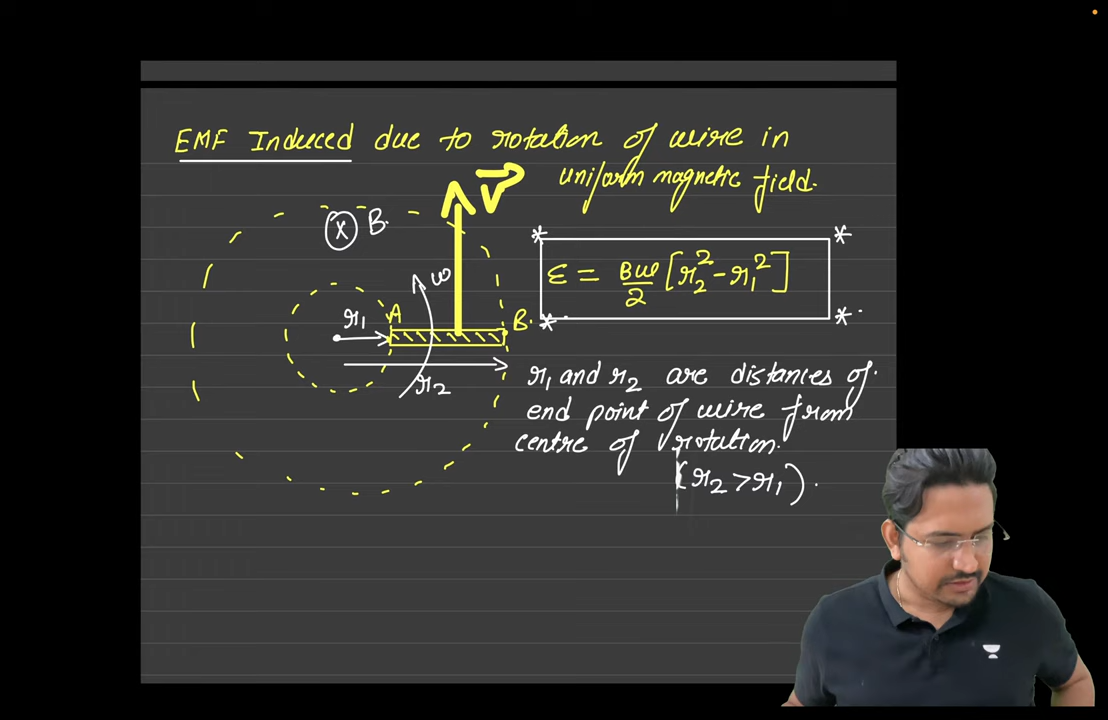 EMF Induced due to rotation of wire in
uniform magnetic field.
V
B.
ω
ε = Bω/2 [r₂² - r₁²]
A
r₁
B.
r₂
r₁ and r₂ are distances of.
end point of wire from
centre of rotation.
(r₂ > r₁).